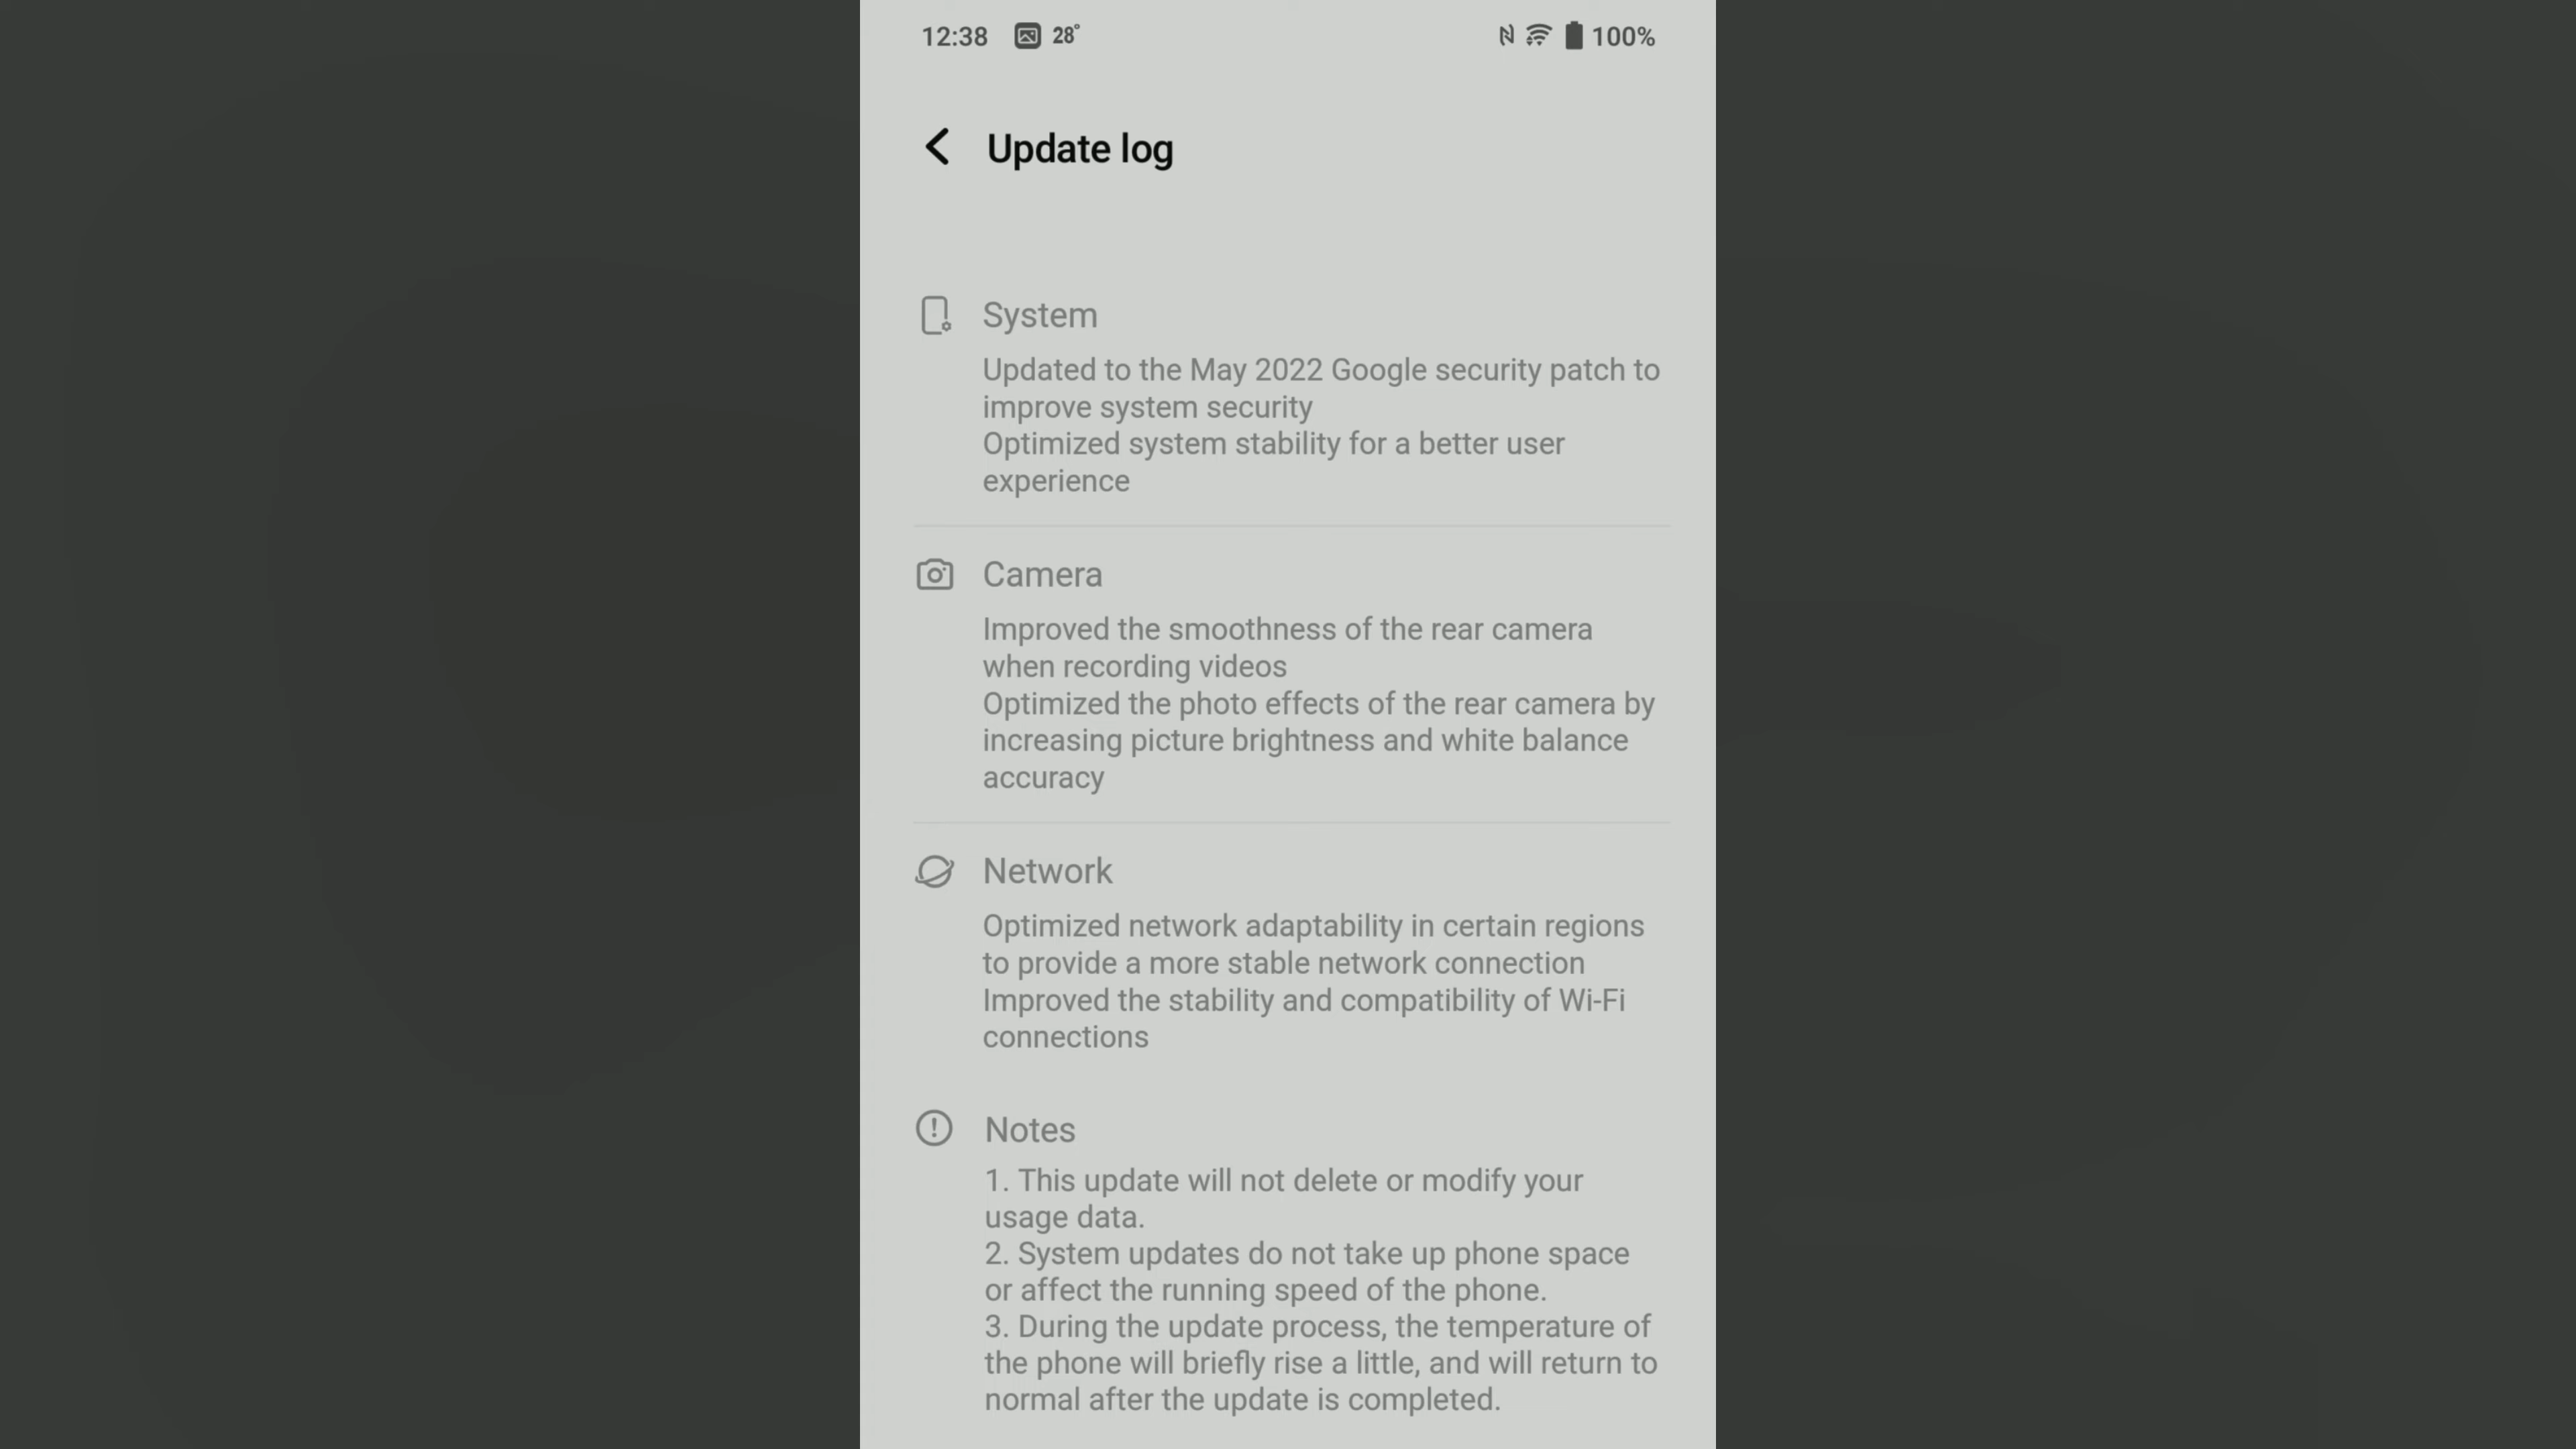 12:38 28° 100%
Update log
System
Updated to the May 2022 Google security patch to
improve system security
Optimized system stability for a better user
experience
Camera
Improved the smoothness of the rear camera
when recording videos
Optimized the photo effects of the rear camera by
increasing picture brightness and white balance
accuracy
Network
Optimized network adaptability in certain regions
to provide a more stable network connection
Improved the stability and compatibility of Wi-Fi
connections
Notes
1. This update will not delete or modify your
usage data.
2. System updates do not take up phone space
or affect the running speed of the phone.
3. During the update process, the temperature of
the phone will briefly rise a little, and will return to
normal after the update is completed.